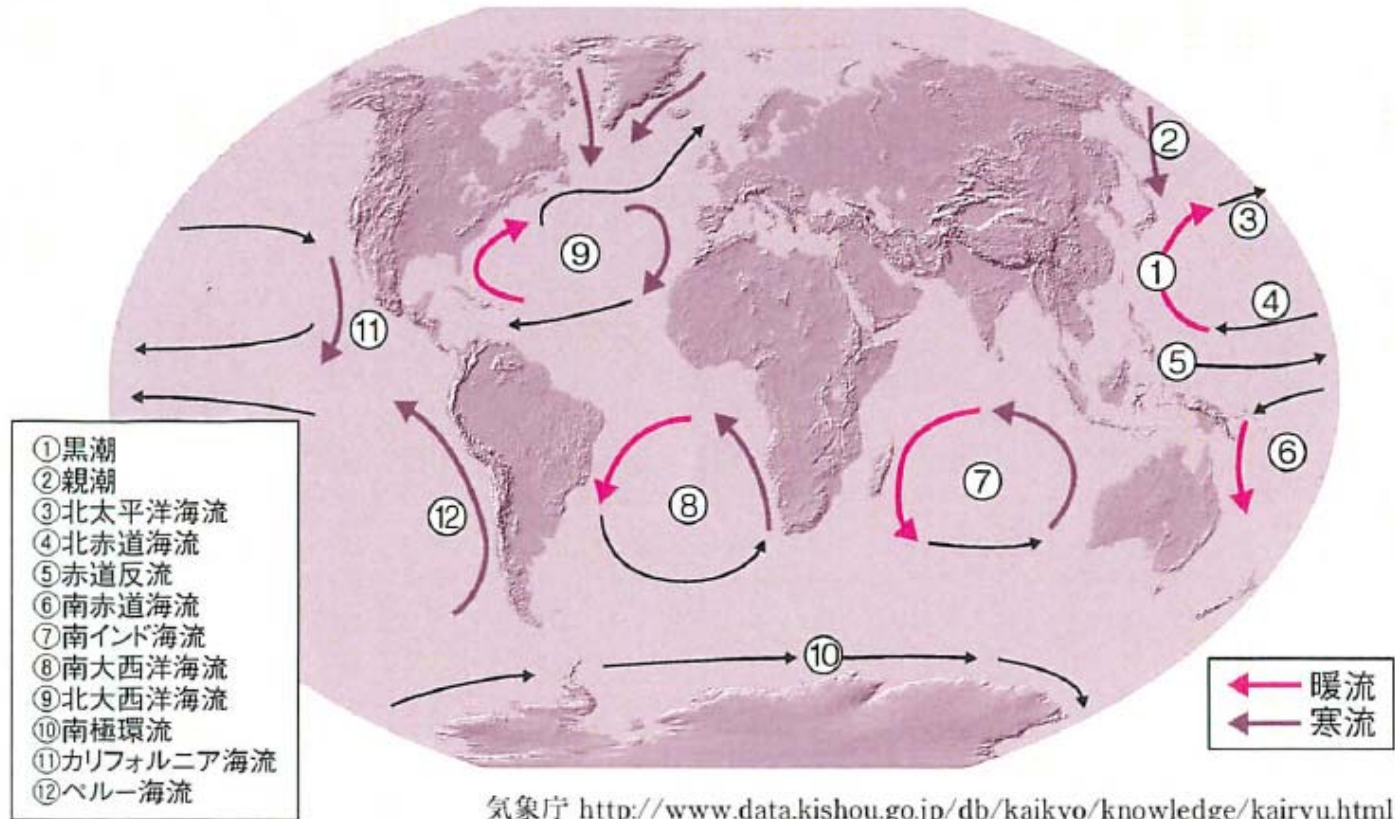 ②
③
①
④
⑤
⑥
⑨
⑪
⑦
⑧
⑫
⑩
①黒潮
②親潮
③北太平洋海流
④北赤道海流
⑤赤道反流
⑥南赤道海流
⑦南インド海流
⑧南大西洋海流
⑨北大西洋海流
⑩南極環流
⑪カリフォルニア海流
⑫ペルー海流
暖流
寒流
気象庁 http://www.data.kishou.go.jp/db/kaikyo/knowledge/kairyu.html